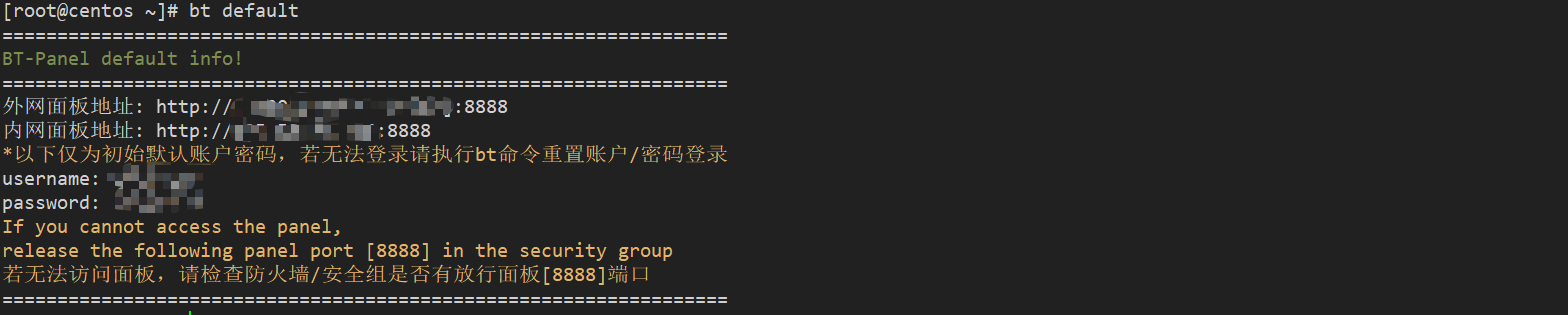 [root@centos ~]# bt default
==================================================================
BT-Panel default info!
==================================================================
外网面板地址: http://:8888
内网面板地址: http://:8888
*以下仅为初始默认账户密码，若无法登录请执行bt命令重置账户/密码登录
username:
password:
If you cannot access the panel,
release the following panel port [8888] in the security group
若无法访问面板，请检查防火墙/安全组是否有放行面板[8888]端口
==================================================================